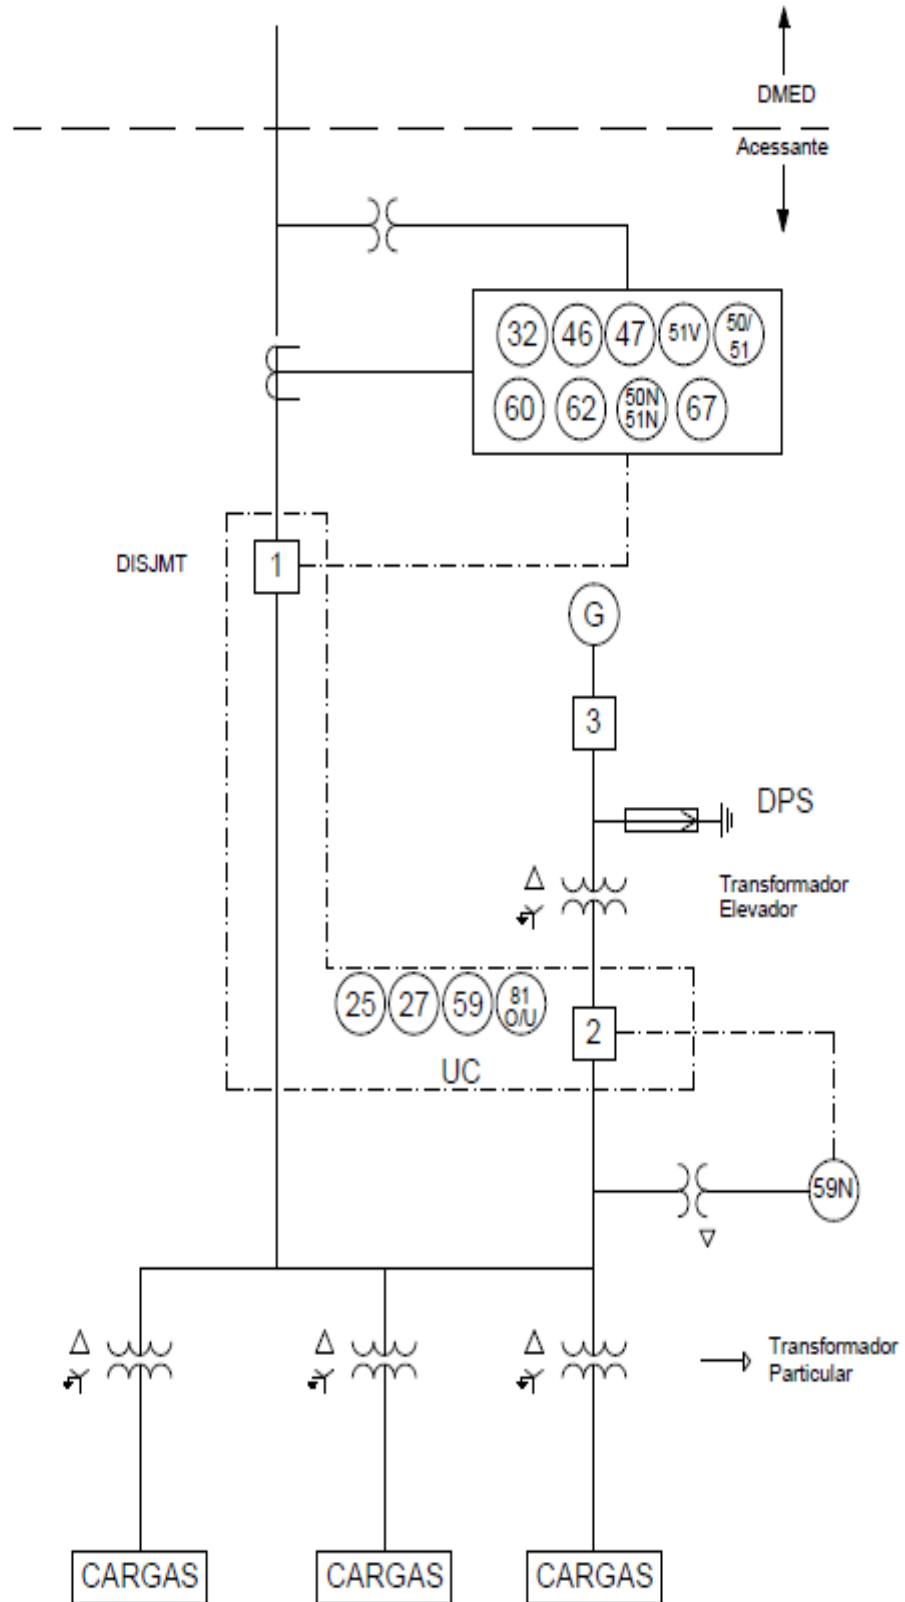 DMED
Acessante
32 46 47 51V 50/
51
60 62 50N
51N 67
DISJMT
1
G
3
DPS
Transformador
Elevador
25 27 59 81
O/U
2
UC
59N
Transformador
Particular
CARGAS CARGAS CARGAS